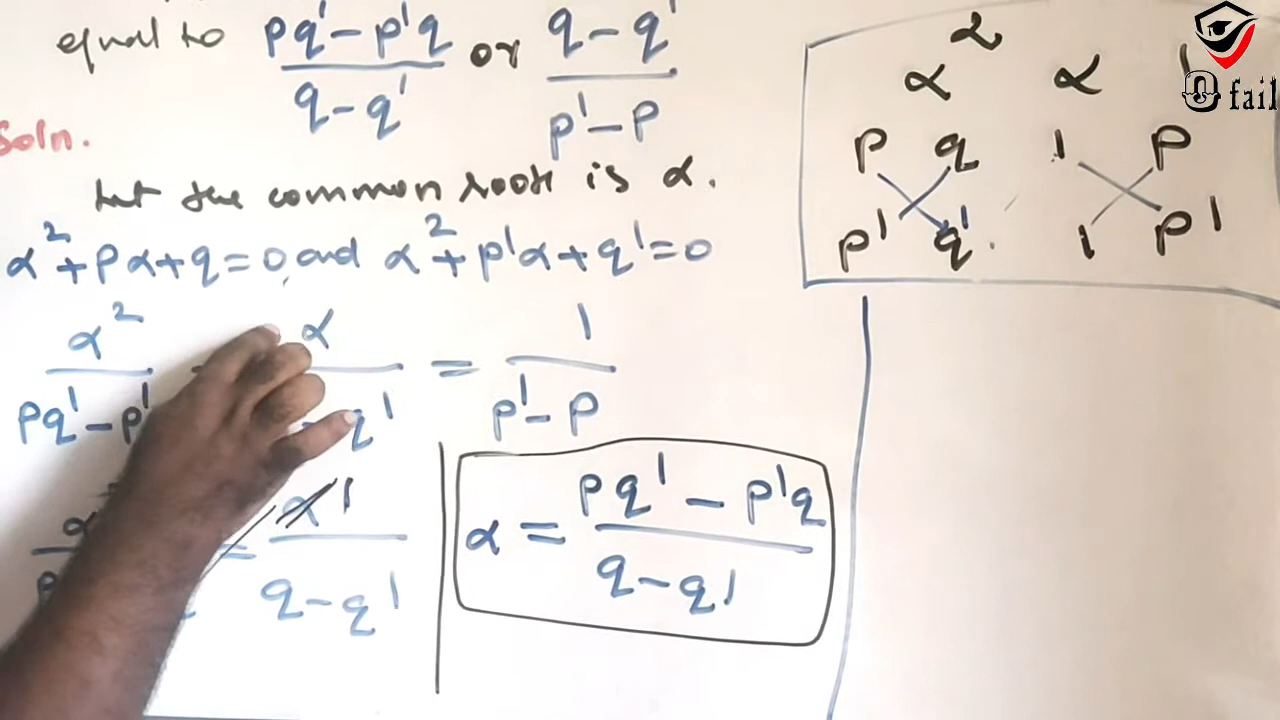 equal to (pq' - p'q)/(q - q') or (q - q')/(p' - p)
Soln.
let the common root is α.
α² + pα + q = 0, and α² + p'α + q' = 0
α²/(pq' - p' α/( - q' = 1/(p' - p)
= α 1/(q - q')
α = (pq' - p'q)/(q - q')
α² α 1
p q 1 p
p' q' 1 p'
0 fail